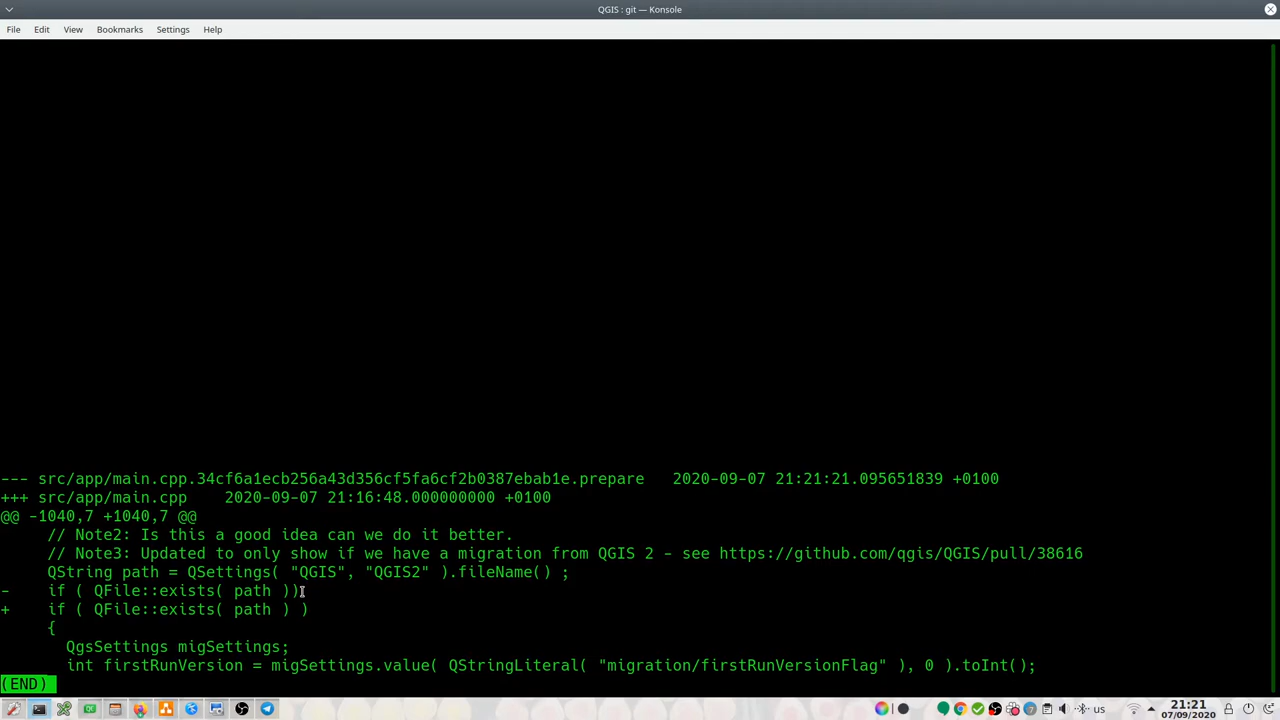 QGIS : git — Konsole
File Edit View Bookmarks Settings Help
--- src/app/main.cpp.34cf6a1ecb256a43d356cf5fa6cf2b0387ebab1e.prepare 2020-09-07 21:21:21.095651839 +0100
+++ src/app/main.cpp 2020-09-07 21:16:48.000000000 +0100
@@ -1040,7 +1040,7 @@
// Note2: Is this a good idea can we do it better.
// Note3: Updated to only show if we have a migration from QGIS 2 - see https://github.com/qgis/QGIS/pull/38616
QString path = QSettings( "QGIS", "QGIS2" ).fileName() ;
- if ( QFile::exists( path ))
+ if ( QFile::exists( path ) )
{
QgsSettings migSettings;
int firstRunVersion = migSettings.value( QStringLiteral( "migration/firstRunVersionFlag" ), 0 ).toInt();
(END)
us
21:21
07/09/2020